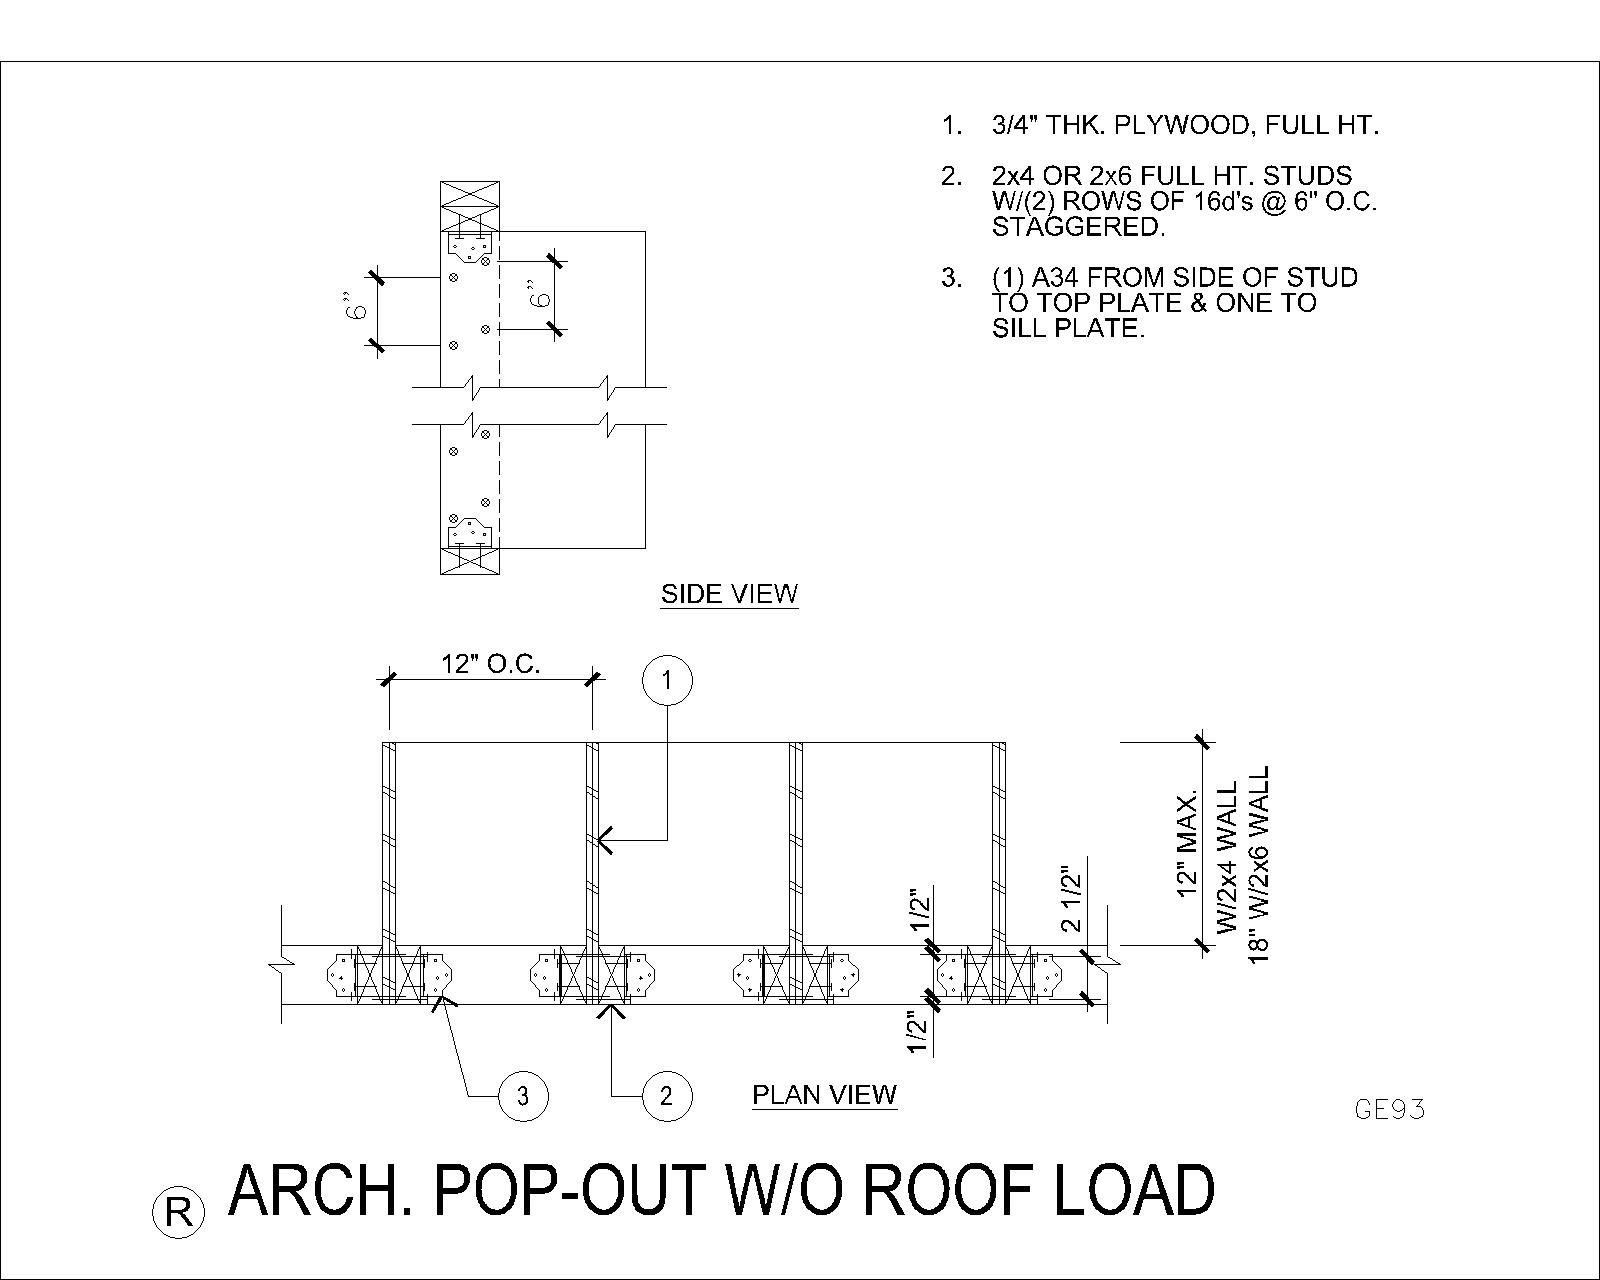 1. 3/4" THK. PLYWOOD, FULL HT.
2. 2x4 OR 2x6 FULL HT. STUDS
W/(2) ROWS OF 16d's @ 6" O.C.
STAGGERED.
3. (1) A34 FROM SIDE OF STUD
TO TOP PLATE & ONE TO
SILL PLATE.
6"
6"
SIDE VIEW
12" O.C.
1
12" MAX.
W/2x4 WALL
18" W/2x6 WALL
1/2"
2 1/2"
1/2"
3
2
PLAN VIEW
GE93
R ARCH. POP-OUT W/O ROOF LOAD